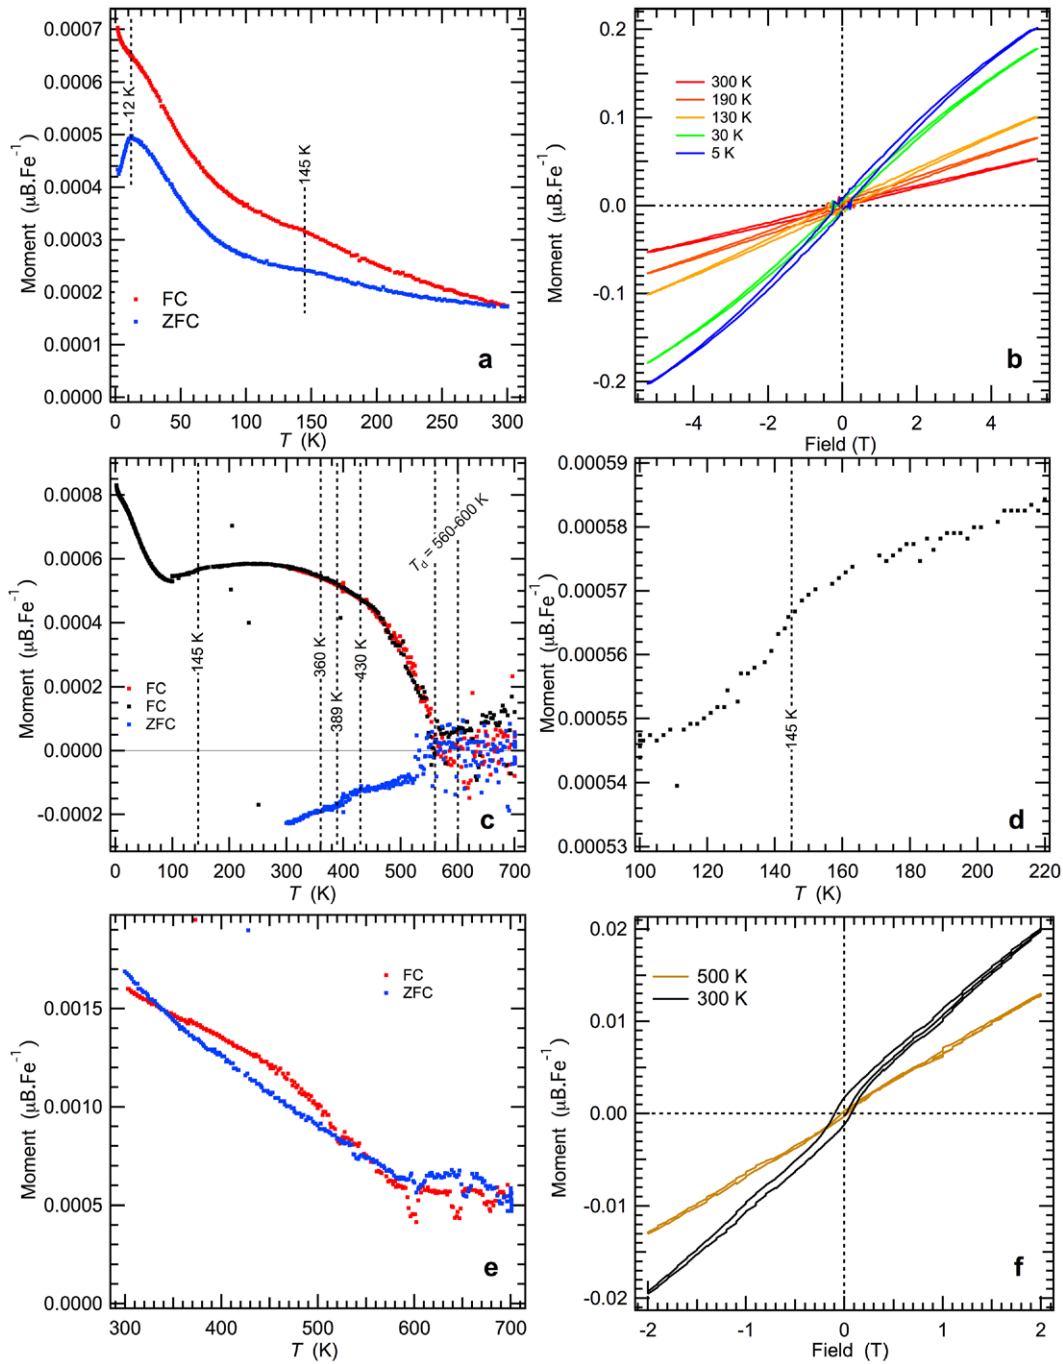 0.0007
0.0006
0.0005
0.0004
0.0003
0.0002
0.0001
0.0000
Moment (µB.Fe⁻¹)
12 K
145 K
FC
ZFC
a
0 50 100 150 200 250 300
T (K)
0.2
0.1
0.0
-0.1
-0.2
Moment (µB.Fe⁻¹)
300 K
190 K
130 K
30 K
5 K
b
-4 -2 0 2 4
Field (T)
0.0008
0.0006
0.0004
0.0002
0.0000
-0.0002
Moment (µB.Fe⁻¹)
145 K
360 K
389 K
430 K
Td = 560-600 K
FC
FC
ZFC
c
0 100 200 300 400 500 600 700
T (K)
0.00059
0.00058
0.00057
0.00056
0.00055
0.00054
0.00053
Moment (µB.Fe⁻¹)
145 K
d
100 120 140 160 180 200 220
T (K)
0.0015
0.0010
0.0005
0.0000
Moment (µB.Fe⁻¹)
FC
ZFC
e
300 400 500 600 700
T (K)
0.02
0.01
0.00
-0.01
-0.02
Moment (µB.Fe⁻¹)
500 K
300 K
f
-2 -1 0 1 2
Field (T)